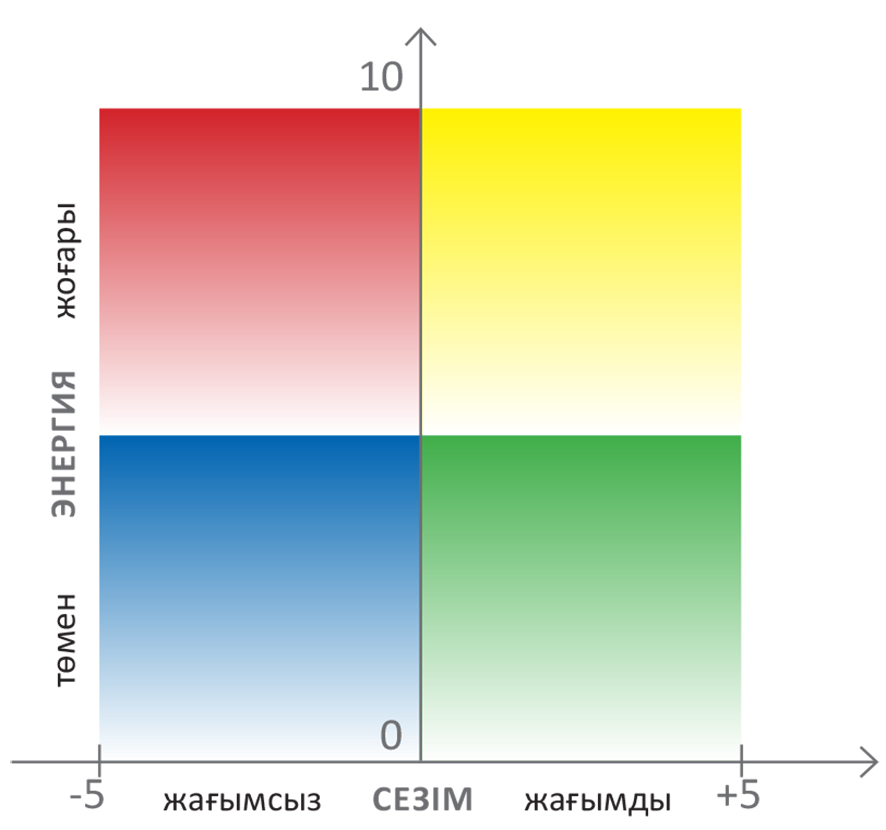 10
жоғары
ЭНЕРГИЯ
төмен
0
-5 жағымсыз СЕЗІМ жағымды +5